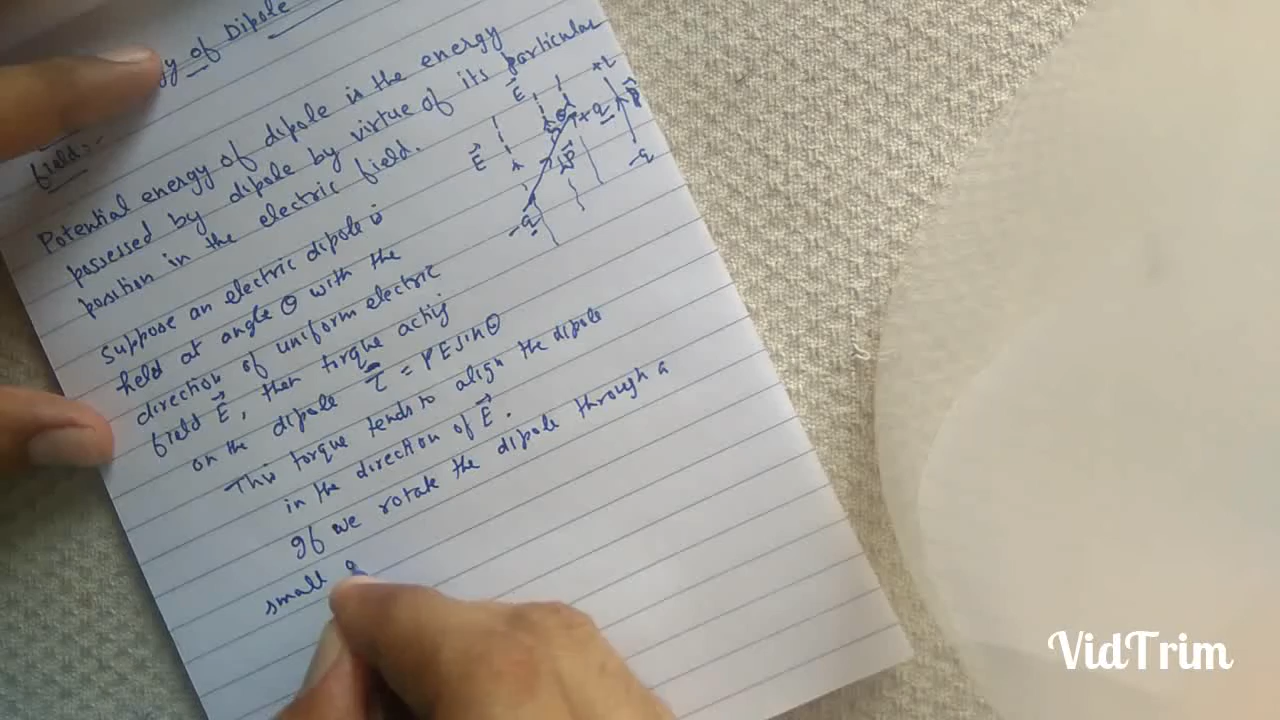 gy of Dipole
field:-
Potential energy of dipole is the energy
possessed by dipole by virtue of its particular
position in the electric field.
Suppose an electric dipole is
held at angle θ with the
direction of uniform electric
field E⃗, then torque actig
on the dipole τ = PEsinθ
This torque tends to align the dipole
in the direction of E⃗.
If we rotate the dipole through a
small a
E⃗
E⃗
θ
+q
P⃗
-q
P⃗
-q
VidTrim